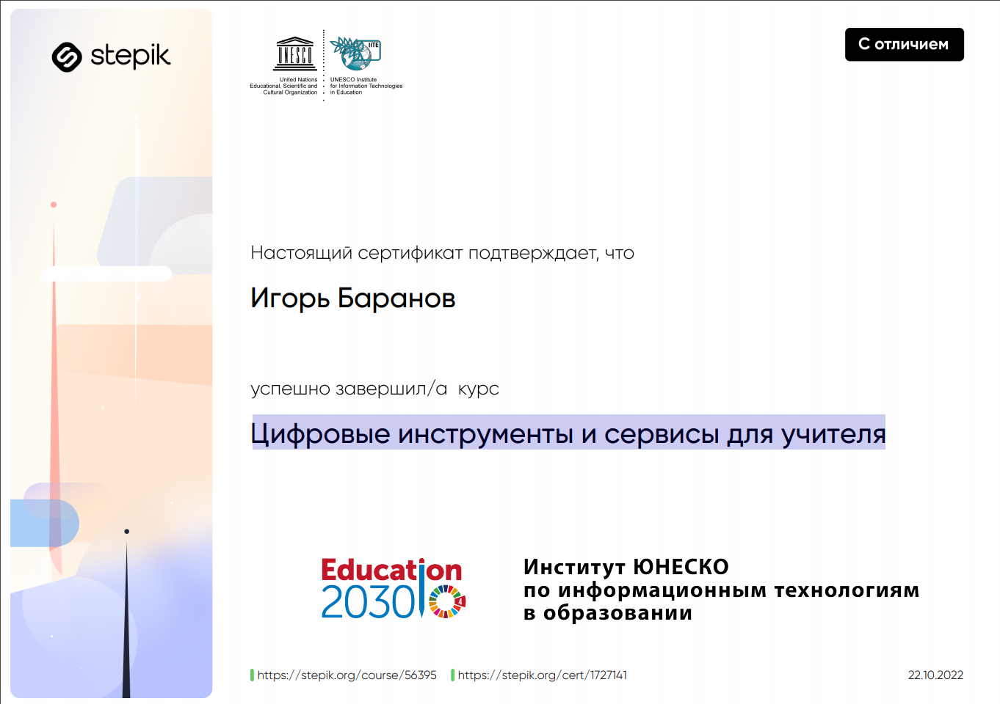 stepik
UNESCO
United Nations
Educational, Scientific and
Cultural Organization
IITE
UNESCO Institute
for Information Technologies
in Education
С отличием
Настоящий сертификат подтверждает, что
Игорь Баранов
успешно завершил/а курс
Цифровые инструменты и сервисы для учителя
Education
2030
4
Институт ЮНЕСКО
по информационным технологиям
в образовании
https://stepik.org/course/56395
https://stepik.org/cert/1727141
22.10.2022